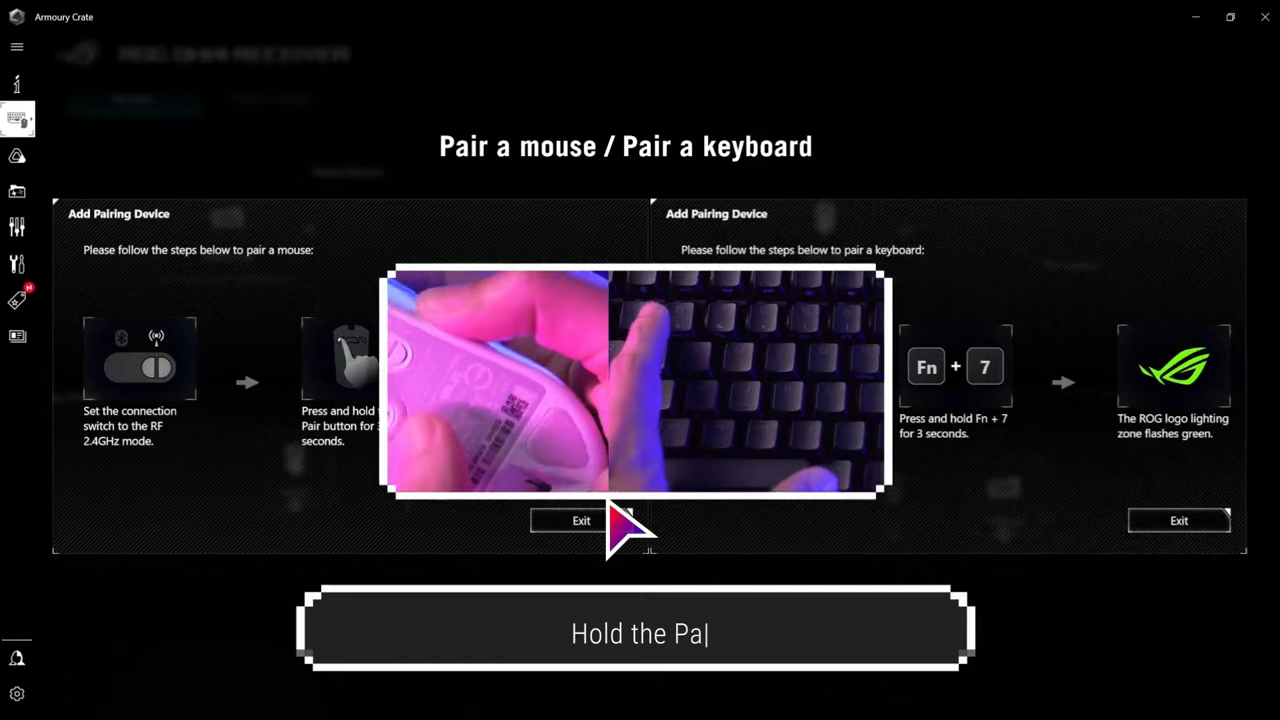 Armoury Crate
ROG OMNI RECEIVER
Pair a mouse / Pair a keyboard
Add Pairing Device
Please follow the steps below to pair a mouse:
Set the connection
switch to the RF
2.4GHz mode.
Press and hold
Pair button for
seconds.
Exit
Add Pairing Device
Please follow the steps below to pair a keyboard:
Fn + 7
Press and hold Fn + 7
for 3 seconds.
The ROG logo lighting
zone flashes green.
Exit
Hold the Pa